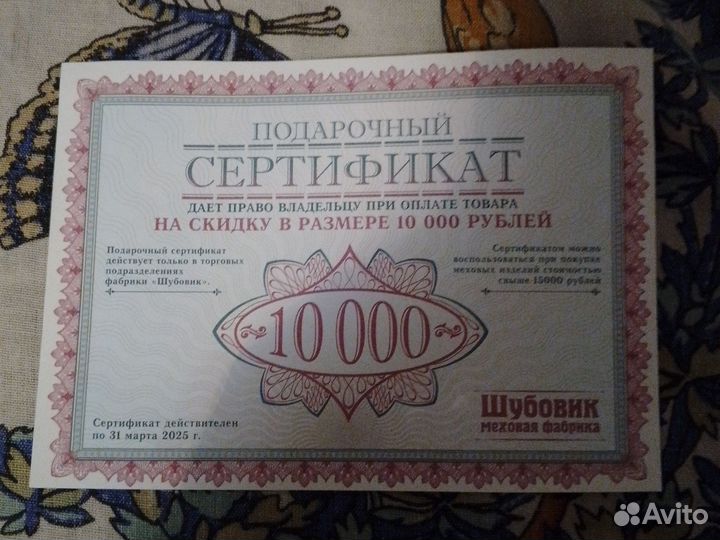 ПОДАРОЧНЫЙ
СЕРТИФИКАТ
ДАЕТ ПРАВО ВЛАДЕЛЬЦУ ПРИ ОПЛАТЕ ТОВАРА
НА СКИДКУ В РАЗМЕРЕ 10 000 РУБЛЕЙ
Подарочный сертификат
действует только в торговых
подразделениях
фабрики «Шубовик».
Сертификатом можно
воспользоваться при покупке
меховых изделий стоимостью
свыше 15000 рублей
10 000
Сертификат действителен
по 31 марта 2025 г.
Шубовик
меховая фабрика
Avito